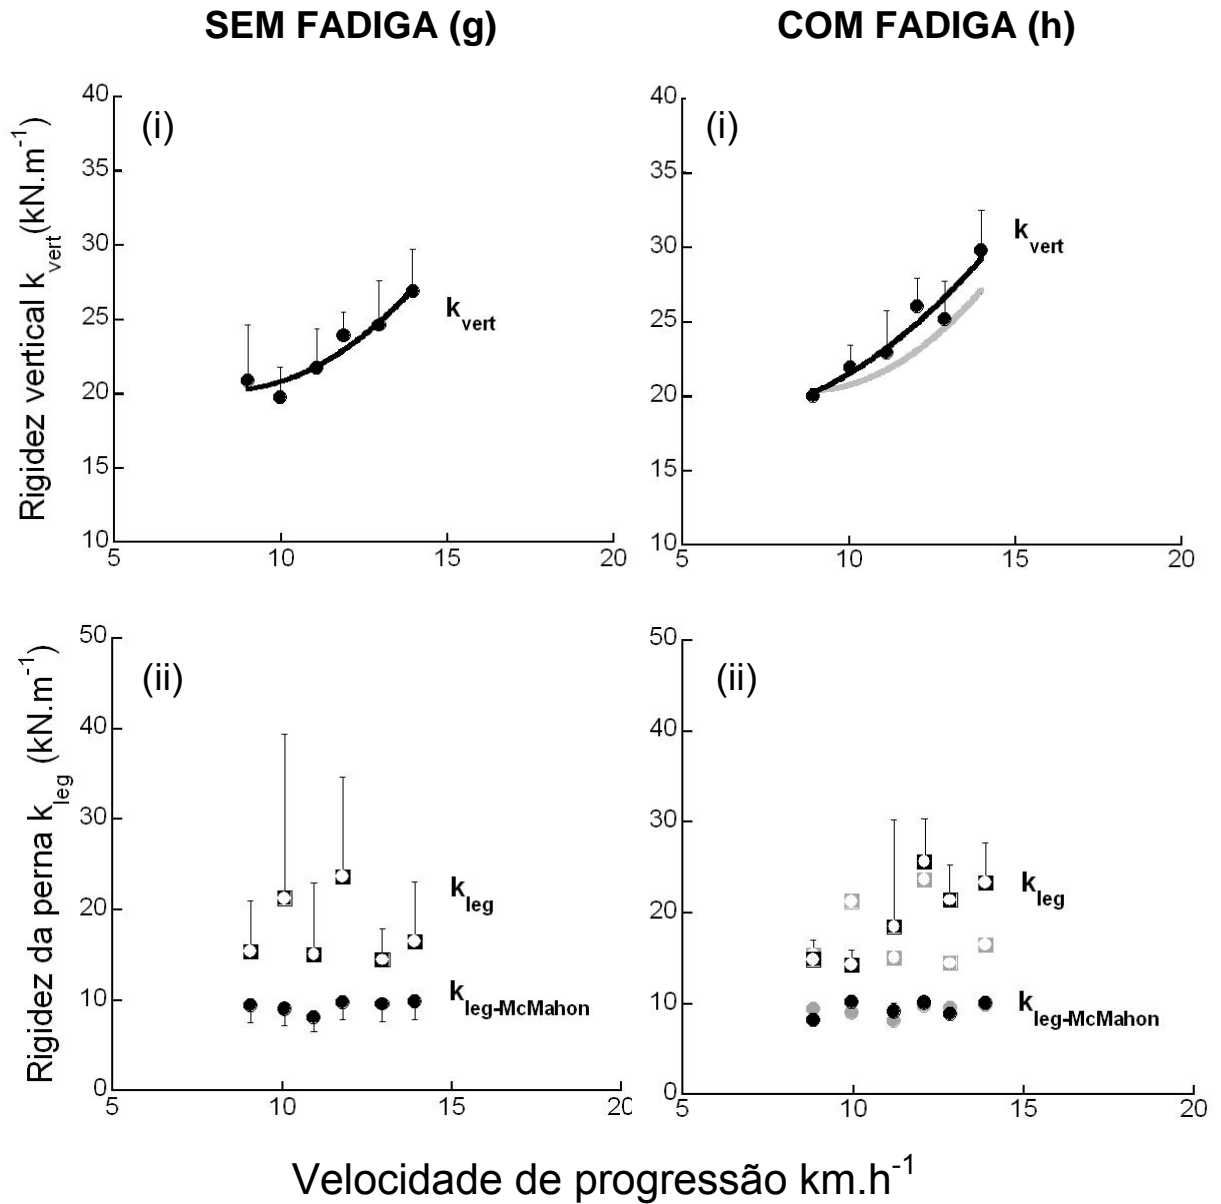 SEM FADIGA (g)
COM FADIGA (h)
Rigidez vertical k_vert (kN.m^-1)
40
35
30
25
20
15
10
5
10
15
20
(i)
k_vert
40
35
30
25
20
15
10
5
10
15
20
(i)
k_vert
Rigidez da perna k_leg (kN.m^-1)
50
40
30
20
10
0
5
10
15
20
(ii)
k_leg
k_leg-McMahon
50
40
30
20
10
0
5
10
15
20
(ii)
k_leg
k_leg-McMahon
Velocidade de progressão km.h^-1